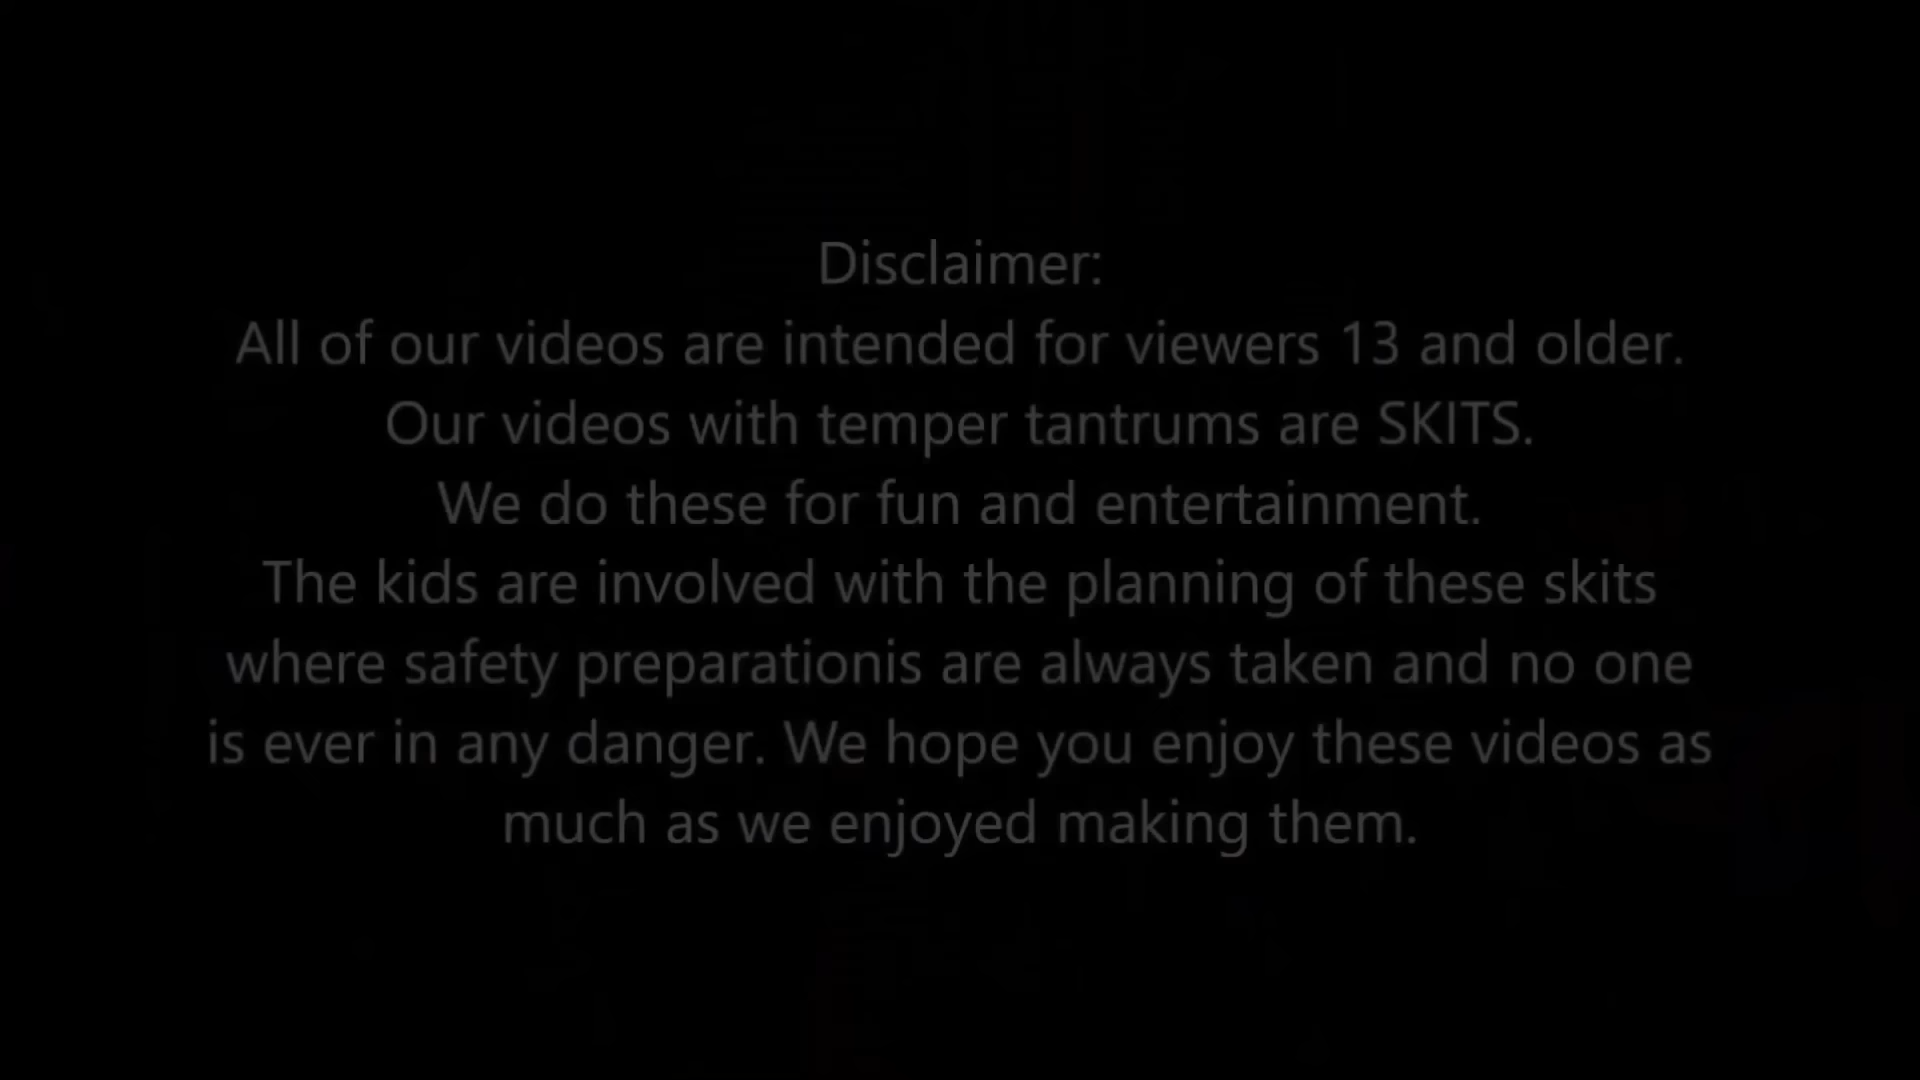 Disclaimer:
All of our videos are intended for viewers 13 and older.
Our videos with temper tantrums are SKITS.
We do these for fun and entertainment.
The kids are involved with the planning of these skits
where safety preparationis are always taken and no one
is ever in any danger. We hope you enjoy these videos as
much as we enjoyed making them.